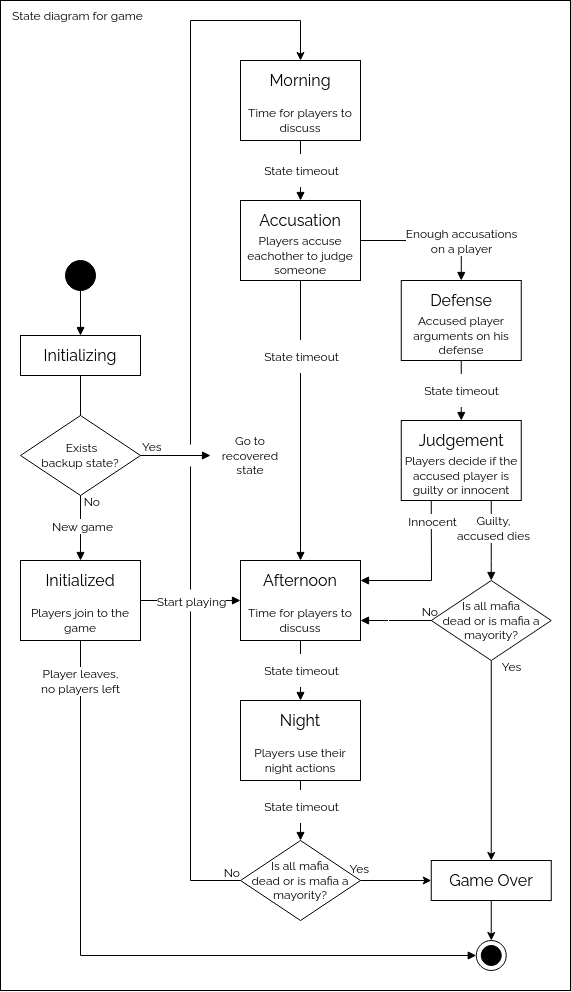 State diagram for game
Morning
Time for players to
discuss
State timeout
Accusation
Players accuse
eachother to judge
someone
Enough accusations
on a player
Defense
Accused player
arguments on his
defense
State timeout
State timeout
Judgement
Players decide if the
accused player is
guilty or innocent
Innocent
Guilty,
accused dies
Initializing
Exists
backup state?
Yes
Go to
recovered
state
No
New game
Initialized
Players join to the
game
Start playing
Afternoon
Time for players to
discuss
No
Is all mafia
dead or is mafia a
mayority?
Yes
Player leaves,
no players left
State timeout
Night
Players use their
night actions
State timeout
No
Is all mafia
dead or is mafia a
mayority?
Yes
Game Over